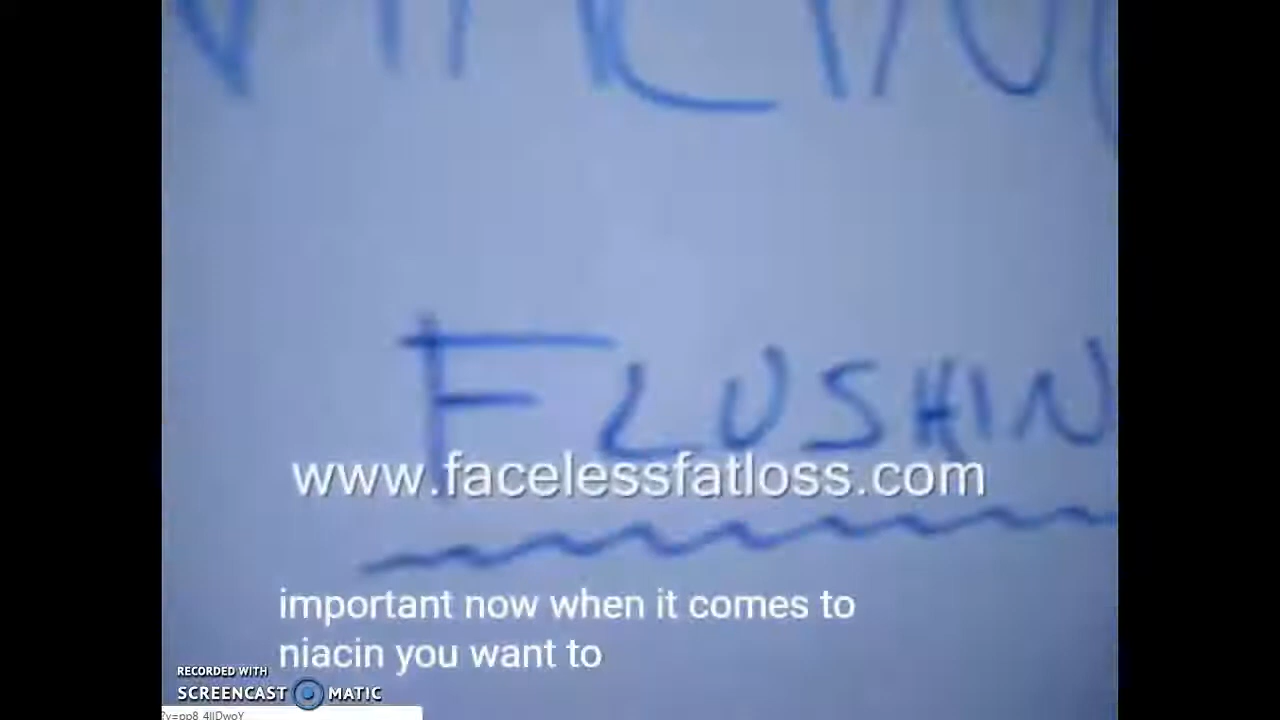 FLUSHIN
www.facelessfatloss.com
important now when it comes to
niacin you want to
RECORDED WITH
SCREENCAST MATIC